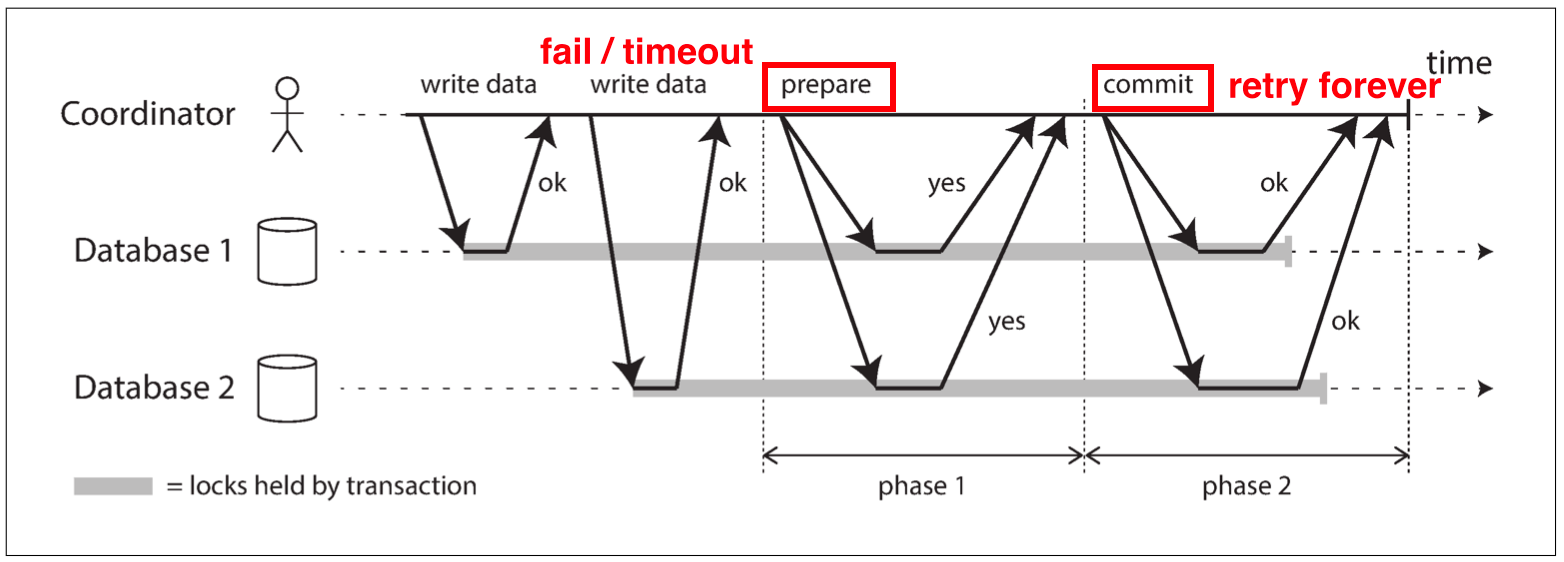 fail / timeout
time
write data write data prepare commit retry forever
Coordinator
ok ok yes ok
Database 1
yes ok
Database 2
= locks held by transaction phase 1 phase 2